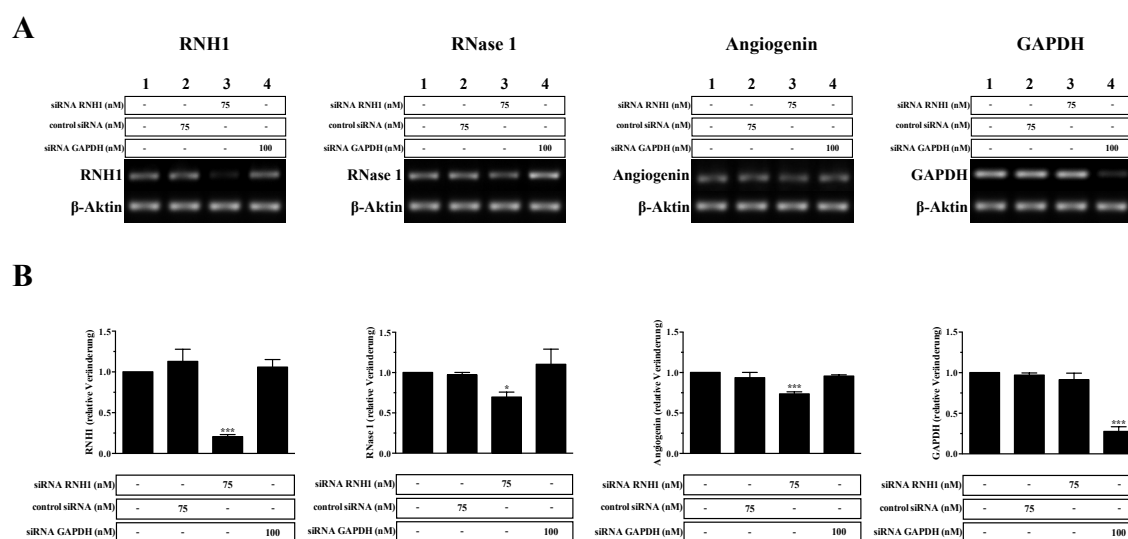 A
RNH1 RNase 1 Angiogenin GAPDH
1 2 3 4 1 2 3 4 1 2 3 4 1 2 3 4
siRNA RNH1 (nM) - - 75 - siRNA RNH1 (nM) - - 75 - siRNA RNH1 (nM) - - 75 - siRNA RNH1 (nM) - - 75 -
control siRNA (nM) - 75 - - control siRNA (nM) - 75 - - control siRNA (nM) - 75 - - control siRNA (nM) - 75 - -
siRNA GAPDH (nM) - - - 100 siRNA GAPDH (nM) - - - 100 siRNA GAPDH (nM) - - - 100 siRNA GAPDH (nM) - - - 100
RNH1 RNase 1 Angiogenin GAPDH
β-Aktin β-Aktin β-Aktin β-Aktin
B
RNH1 (relative Veränderung)
1.5
1.0
0.5
0.0
***
RNase 1 (relative Veränderung)
1.5
1.0
0.5
0.0
*
Angiogenin (relative Veränderung)
1.5
1.0
0.5
0.0
***
GAPDH (relative Veränderung)
1.5
1.0
0.5
0.0
***
siRNA RNH1 (nM) - - 75 - siRNA RNH1 (nM) - - 75 - siRNA RNH1 (nM) - - 75 - siRNA RNH1 (nM) - - 75 -
control siRNA (nM) - 75 - - control siRNA (nM) - 75 - - control siRNA (nM) - 75 - - control siRNA (nM) - 75 - -
siRNA GAPDH (nM) - - - 100 siRNA GAPDH (nM) - - - 100 siRNA GAPDH (nM) - - - 100 siRNA GAPDH (nM) - - - 100